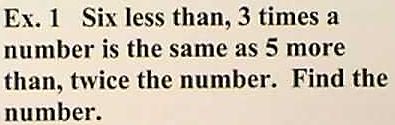 Ex. 1   Six less than, 3 times a
number is the same as 5 more
than, twice the number.  Find the
number.